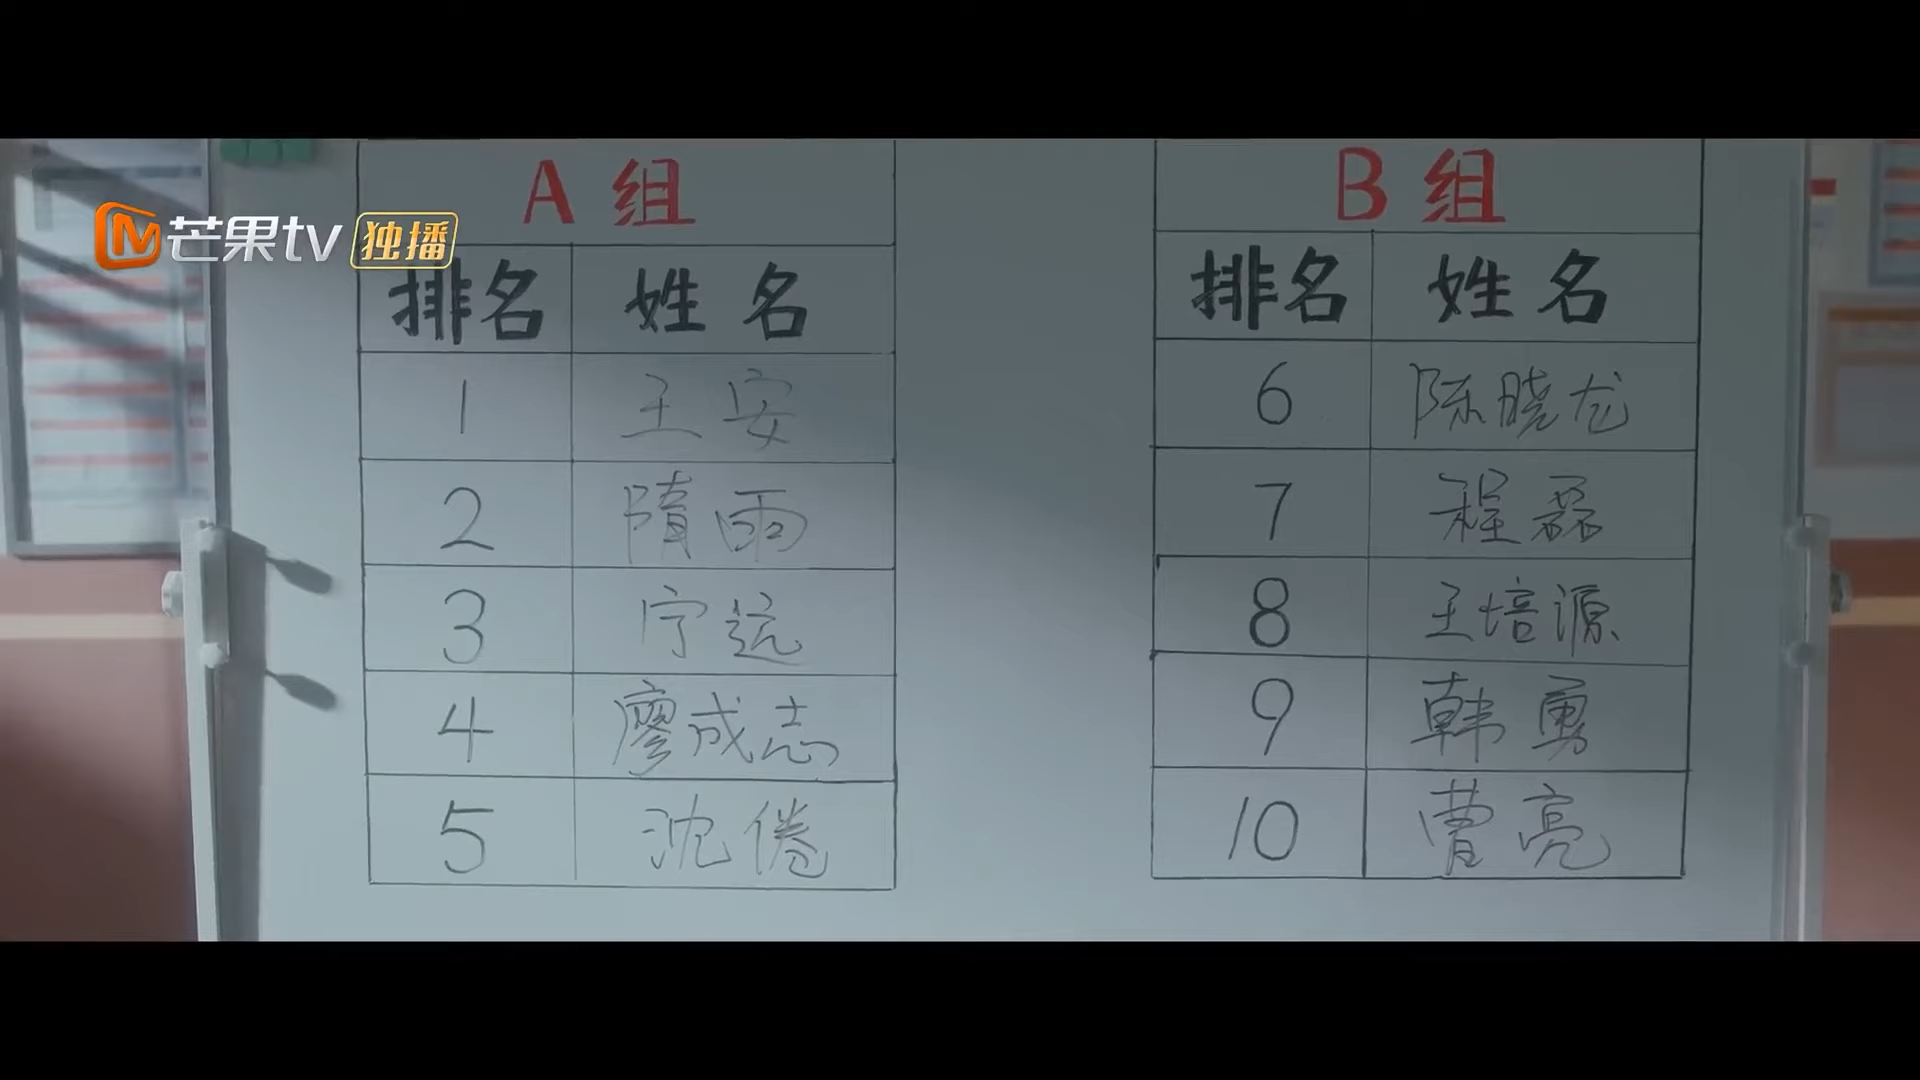 芒果tv 独播
A组
排名 姓名
1 王安
2 隋雨
3 宁远
4 廖成志
5 沈倦
B组
排名 姓名
6 陈晓龙
7 程磊
8 王培源
9 韩勇
10 曹亮